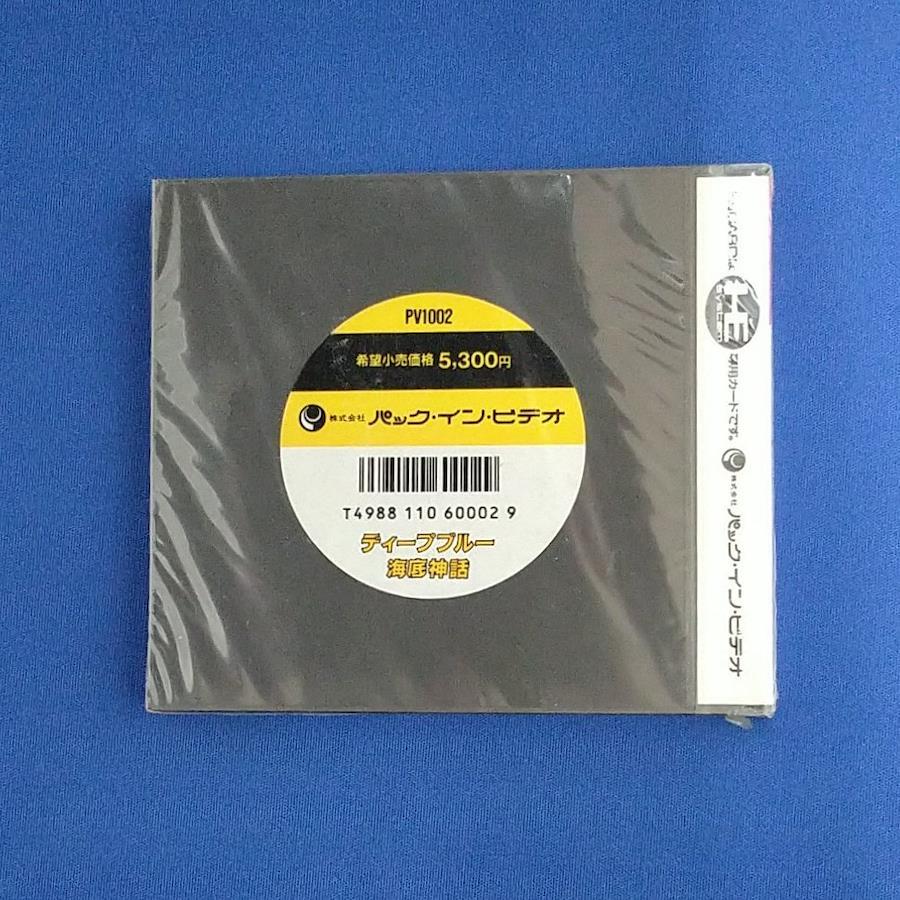 PV1002
希望小売価格 5,300円
株式会社 パック・イン・ビデオ
T4988 110 60002 9
ディープブルー
海底神話
HE
SYSTEM
専用カードです。
株式会社 パック・イン・ビデオ